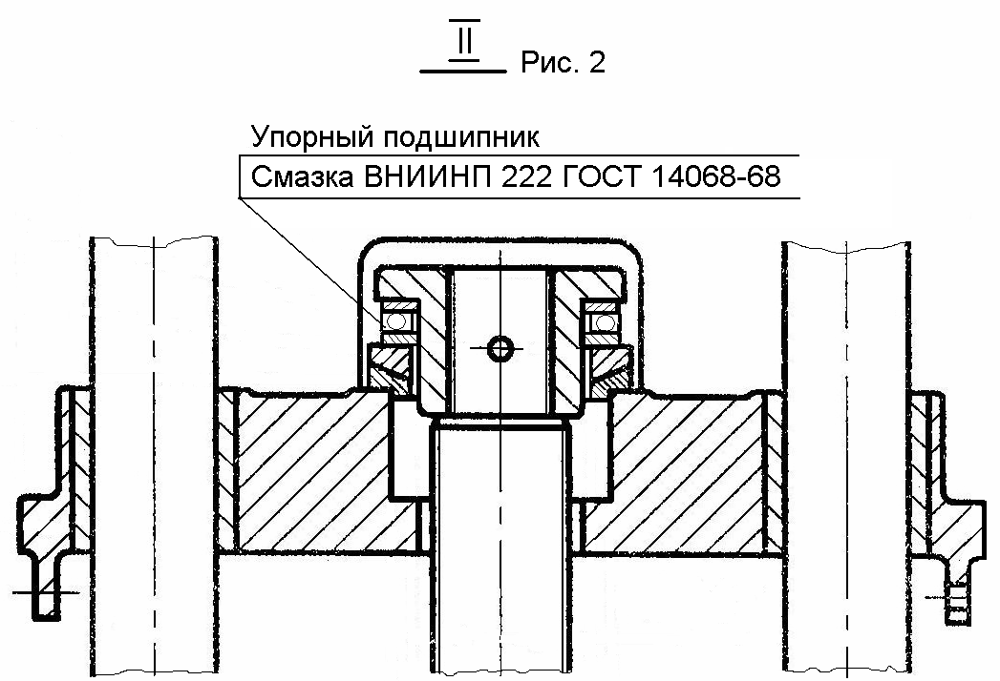 II
Рис. 2
Упорный подшипник
Смазка ВНИИНП 222 ГОСТ 14068-68